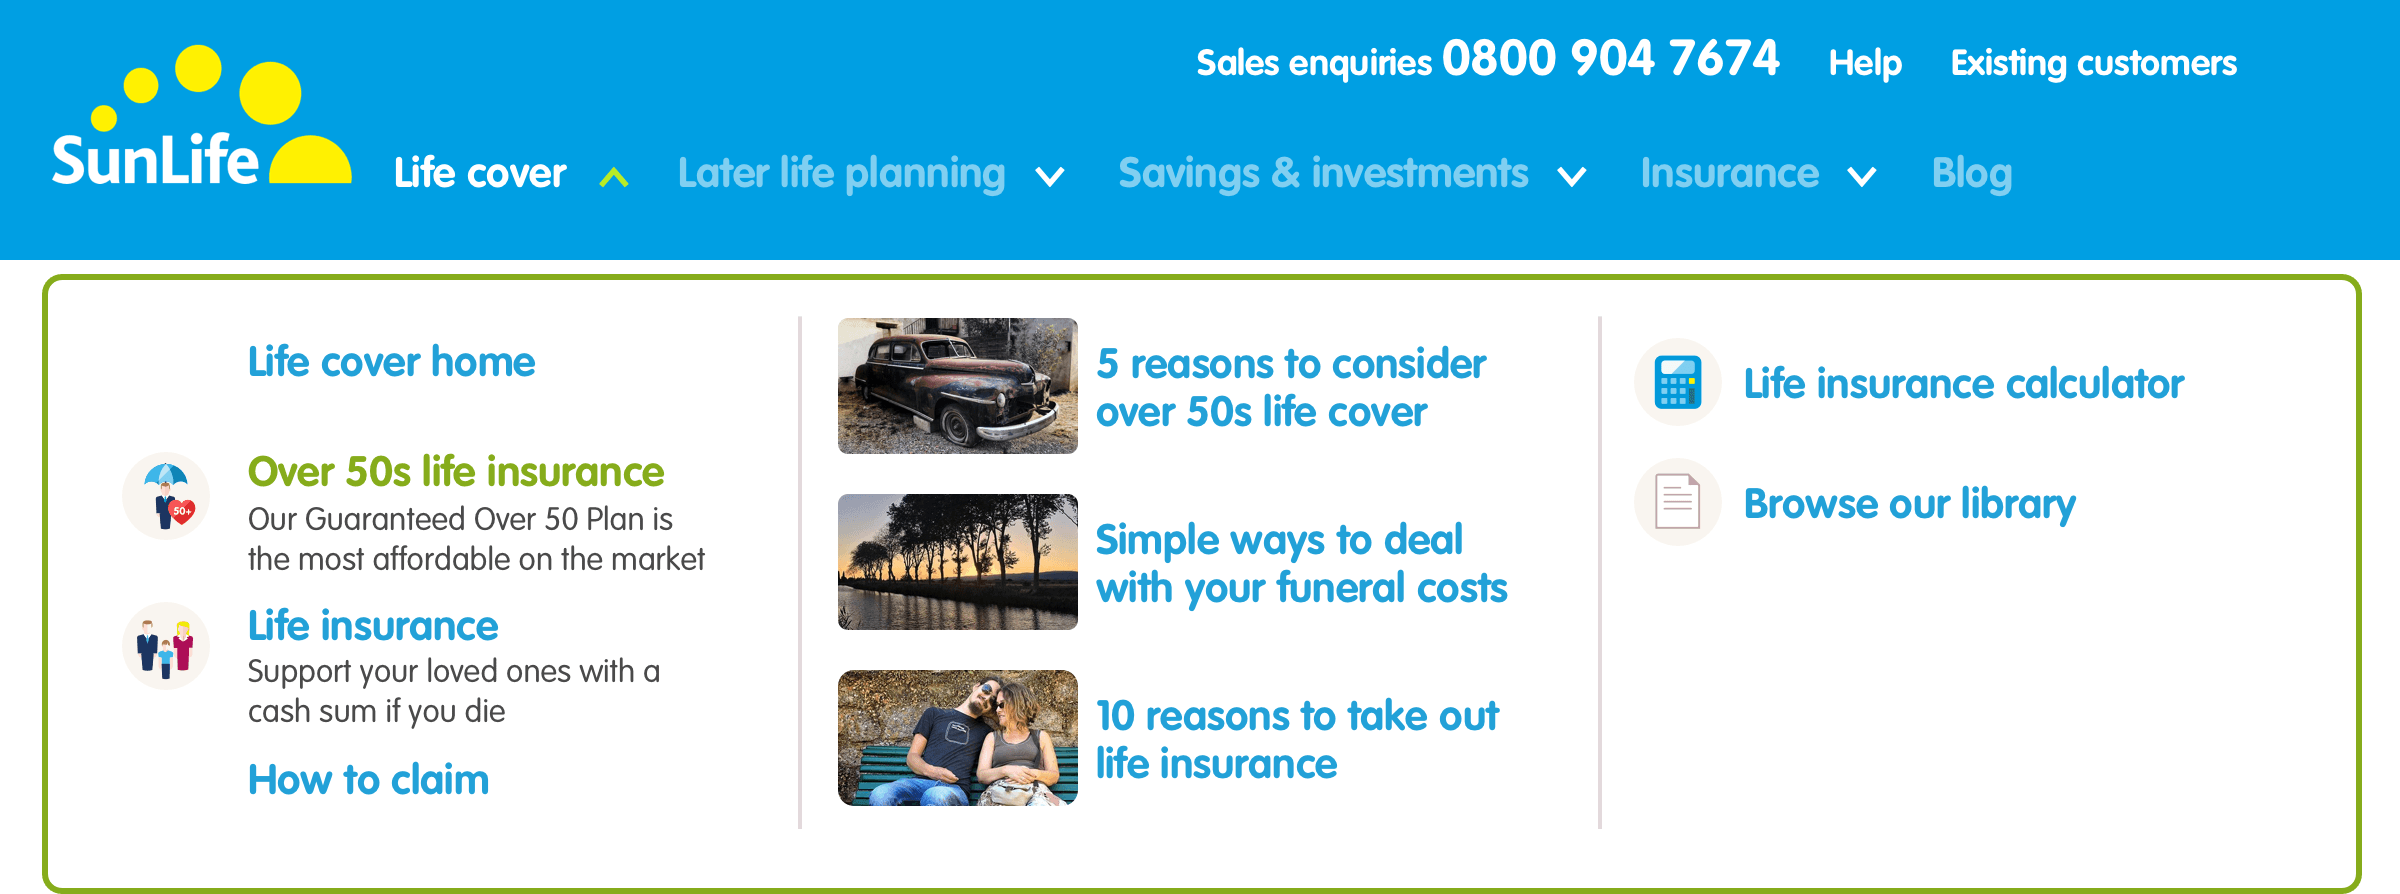 Sales enquiries 0800 904 7674 Help Existing customers
SunLife
Life cover Later life planning Savings & investments Insurance Blog
Life cover home
Over 50s life insurance
Our Guaranteed Over 50 Plan is
the most affordable on the market
50+
Life insurance
Support your loved ones with a
cash sum if you die
How to claim
5 reasons to consider
over 50s life cover
Simple ways to deal
with your funeral costs
10 reasons to take out
life insurance
Life insurance calculator
Browse our library